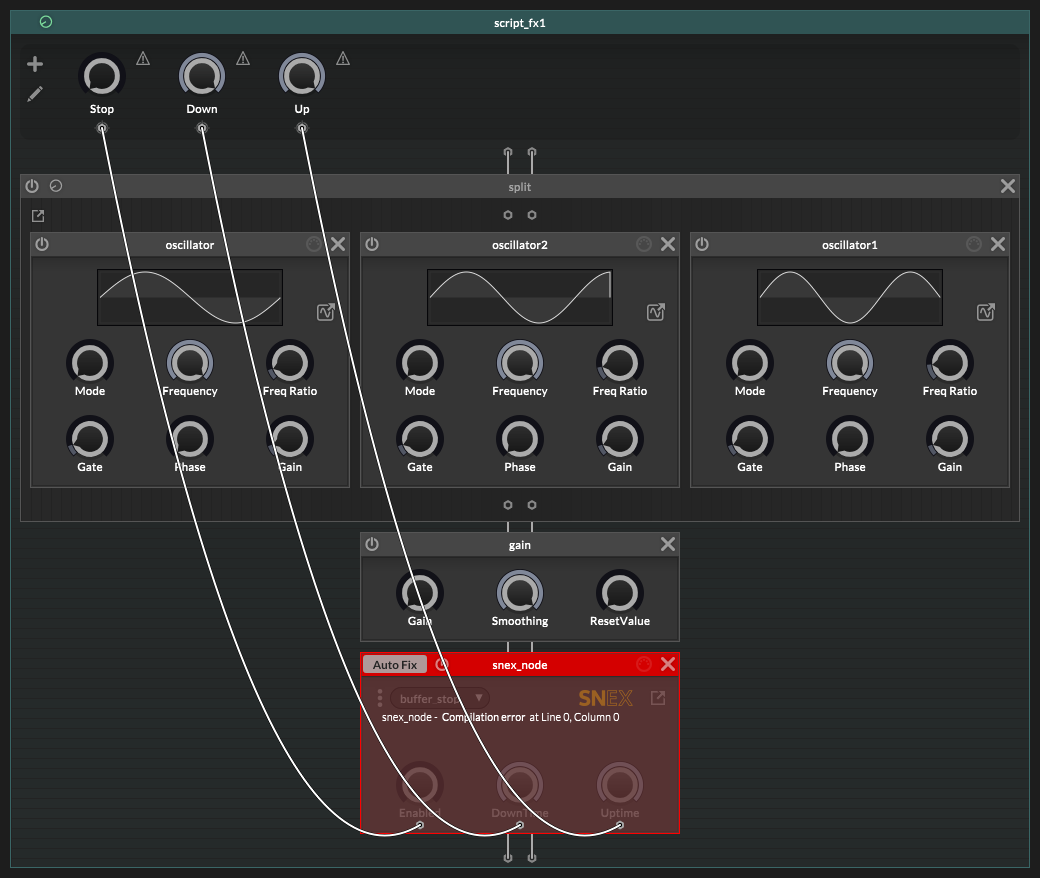 script_fx1
Stop Down Up
split
oscillator oscillator2 oscillator1
Mode Frequency Freq Ratio Mode Frequency Freq Ratio Mode Frequency Freq Ratio
Gate Phase Gain Gate Phase Gain Gate Phase Gain
gain
Gain Smoothing ResetValue
Auto Fix snex_node
buffer_stop SNEX
snex_node - Compilation error at Line 0, Column 0
Enabled DownTime Uptime